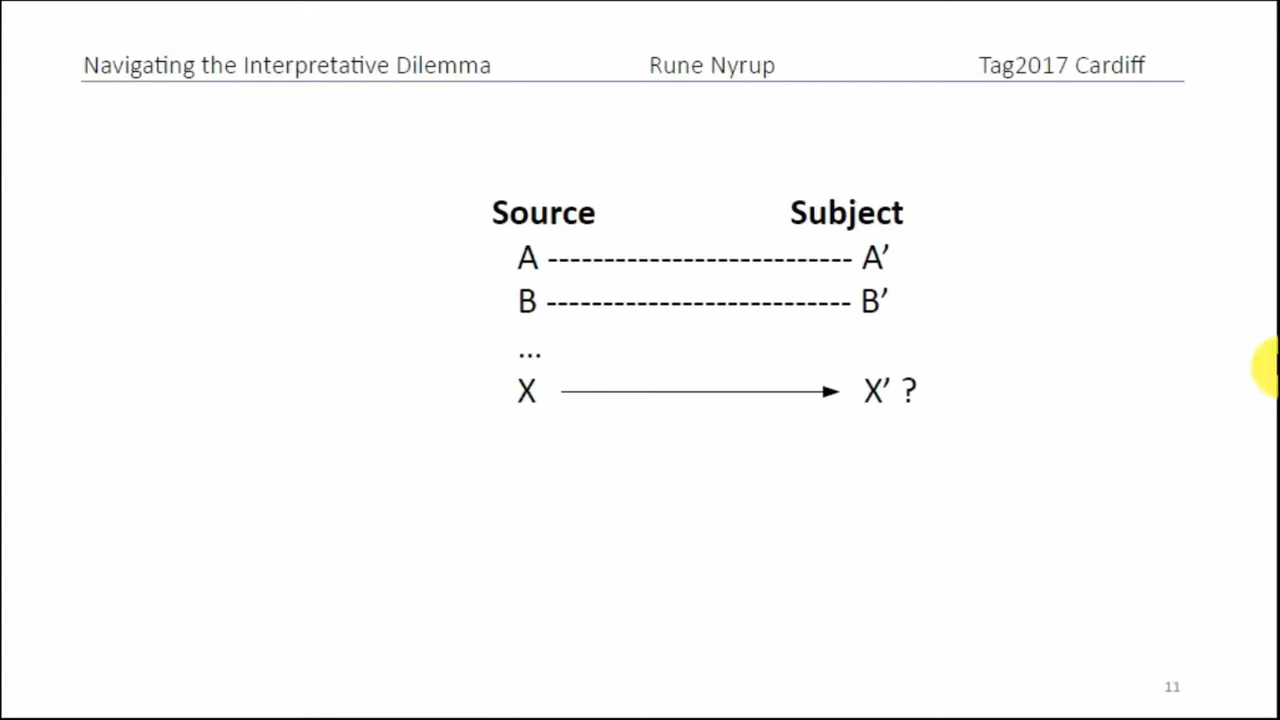 Navigating the Interpretative Dilemma Rune Nyrup Tag2017 Cardiff
Source Subject
A --------------------------- A’
B --------------------------- B’
...
X X’ ?
11